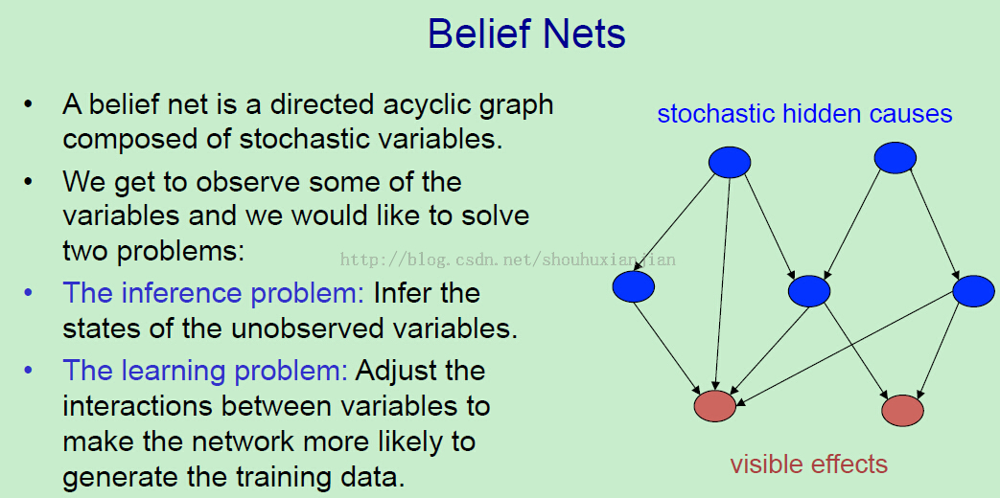 Belief Nets
• A belief net is a directed acyclic graph
composed of stochastic variables.
• We get to observe some of the
variables and we would like to solve
two problems:
• The inference problem: Infer the
states of the unobserved variables.
• The learning problem: Adjust the
interactions between variables to
make the network more likely to
generate the training data.
stochastic hidden causes
http://blog.csdn.net/shouhuxianjian
visible effects